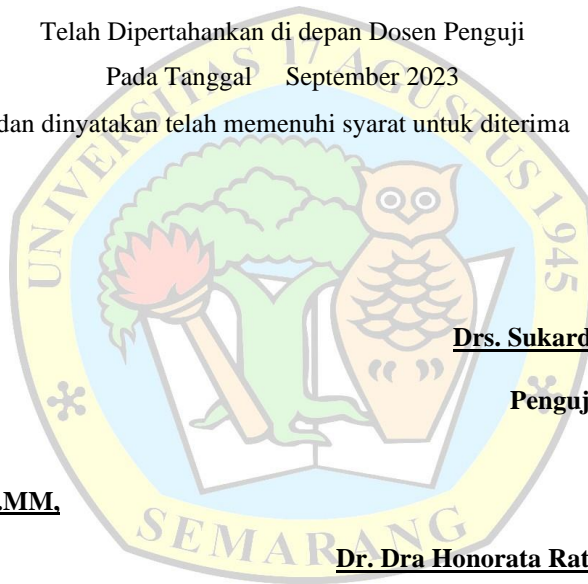 Telah Dipertahankan di depan Dosen Penguji
Pada Tanggal September 2023
dan dinyatakan telah memenuhi syarat untuk diterima
UNIVERSITAS 17 AGUSTUS 1945
Drs. Sukard
Penguj
.MM,
SEMARANG
Dr. Dra Honorata Rat